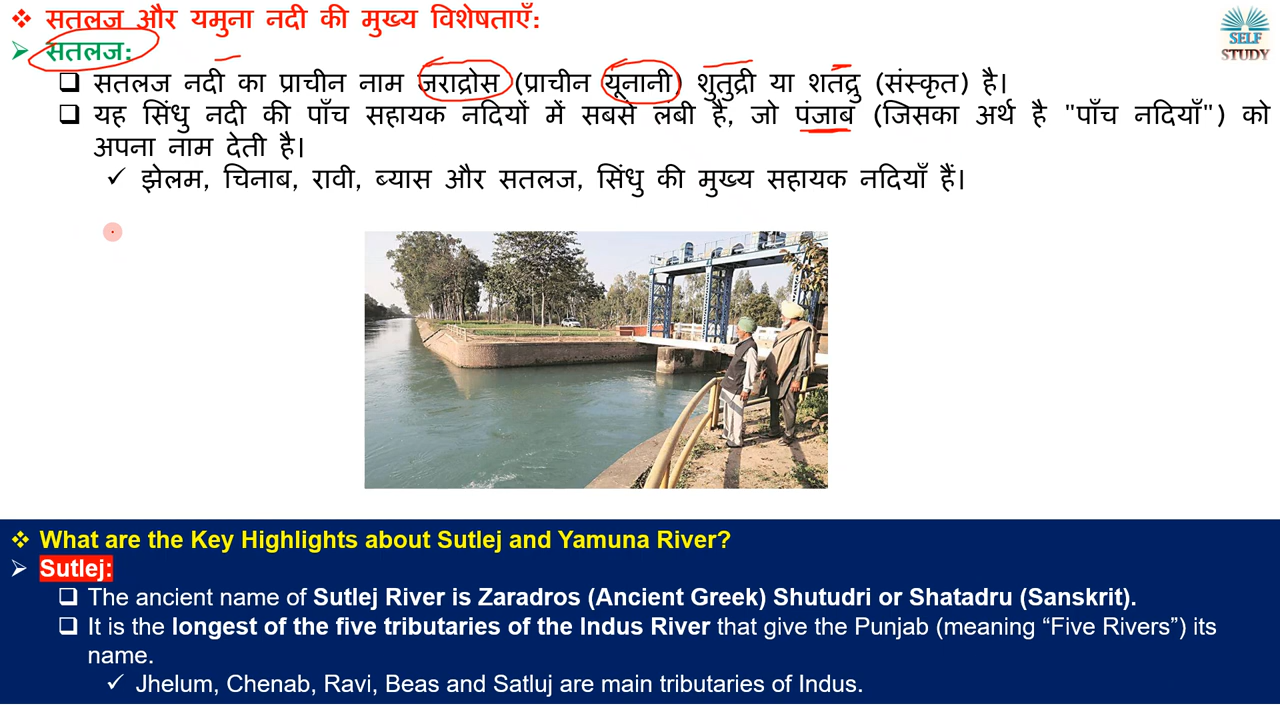 ❖ सतलज और यमुना नदी की मुख्य विशेषताएँ:
SELF
STUDY
➢ सतलज:
❑ सतलज नदी का प्राचीन नाम जराद्रोस (प्राचीन यूनानी) शुतुद्री या शतद्रु (संस्कृत) है।
❑ यह सिंधु नदी की पाँच सहायक नदियों में सबसे लंबी है, जो पंजाब (जिसका अर्थ है "पाँच नदियाँ") को
अपना नाम देती है।
✓ झेलम, चिनाब, रावी, ब्यास और सतलज, सिंधु की मुख्य सहायक नदियाँ हैं।
❖ What are the Key Highlights about Sutlej and Yamuna River?
➢ Sutlej:
❑ The ancient name of Sutlej River is Zaradros (Ancient Greek) Shutudri or Shatadru (Sanskrit).
❑ It is the longest of the five tributaries of the Indus River that give the Punjab (meaning “Five Rivers”) its
name.
✓ Jhelum, Chenab, Ravi, Beas and Satluj are main tributaries of Indus.